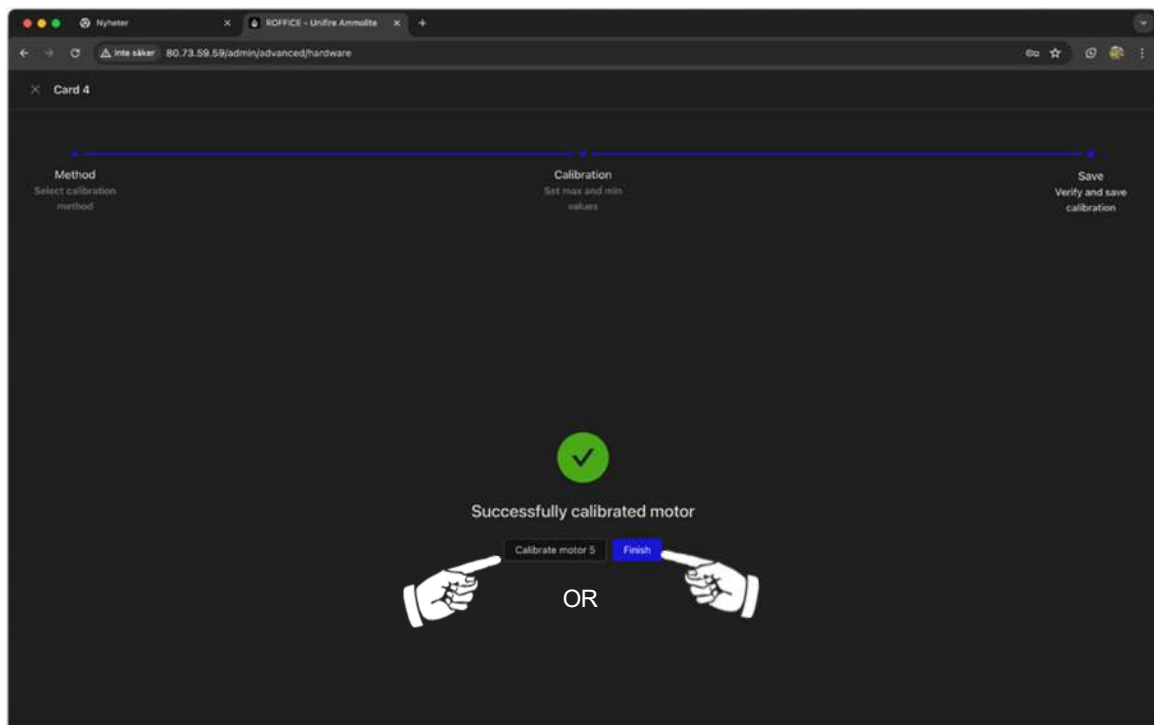 Nyheter
ROFFICE - Unifire Ammolite
Inte säker 80.73.59.59/admin/advanced/hardware
Card 4
Method
Select calibration
method
Calibration
Set max and min
values
Save
Verify and save
calibration
Successfully calibrated motor
Calibrate motor 5
Finish
OR